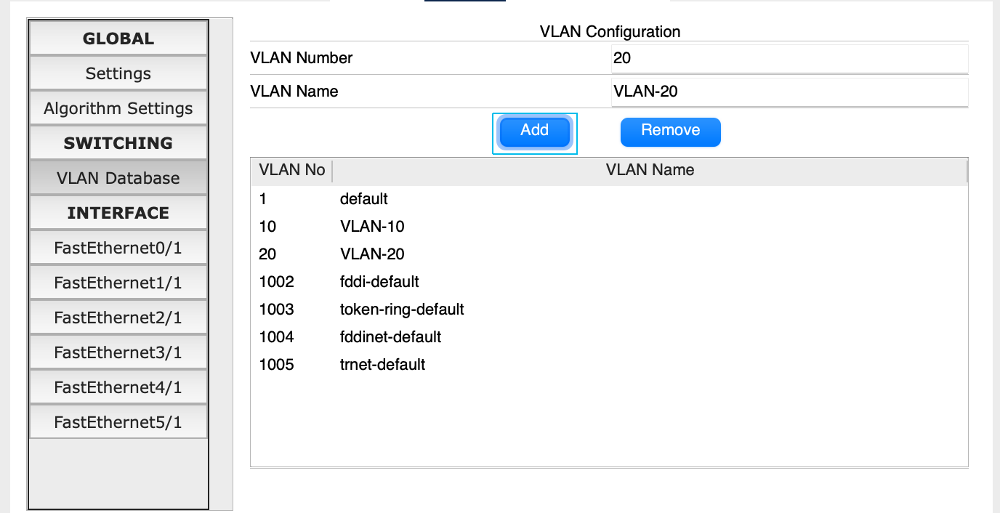 GLOBAL
Settings
Algorithm Settings
SWITCHING
VLAN Database
INTERFACE
FastEthernet0/1
FastEthernet1/1
FastEthernet2/1
FastEthernet3/1
FastEthernet4/1
FastEthernet5/1
VLAN Configuration
VLAN Number 20
VLAN Name VLAN-20
Add Remove
VLAN No VLAN Name
1 default
10 VLAN-10
20 VLAN-20
1002 fddi-default
1003 token-ring-default
1004 fddinet-default
1005 trnet-default